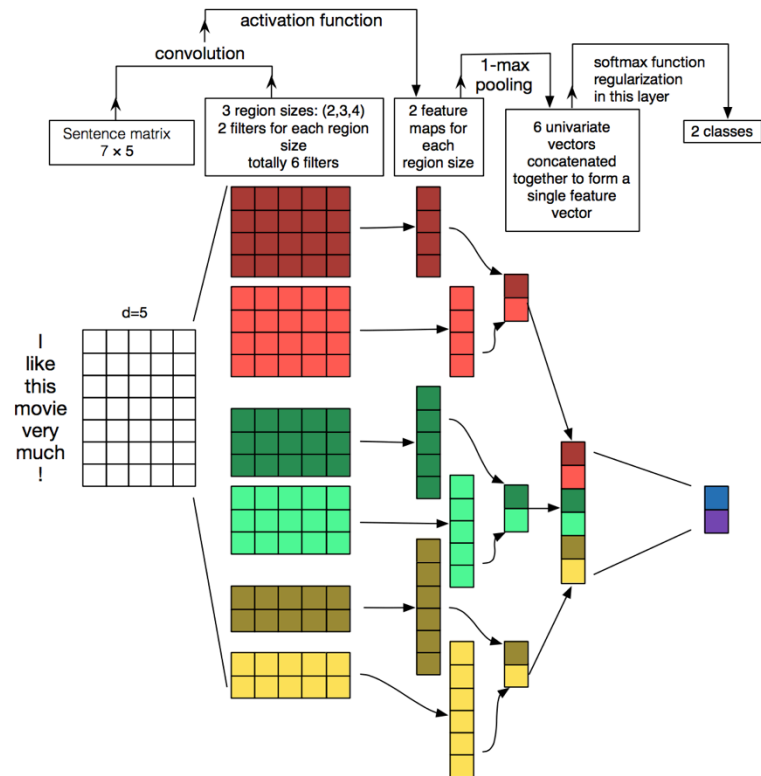 activation function
convolution
1-max
pooling
softmax function
regularization
in this layer
Sentence matrix
7 × 5
3 region sizes: (2,3,4)
2 filters for each region
size
totally 6 filters
2 feature
maps for
each
region size
6 univariate
vectors
concatenated
together to form a
single feature
vector
2 classes
d=5
I
like
this
movie
very
much
!